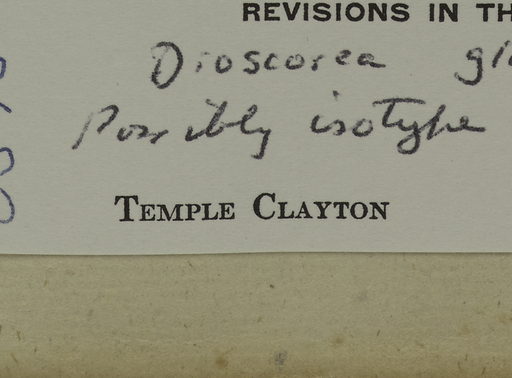 REVISIONS IN TH
Dioscorea gl
Possibly isotype
TEMPLE CLAYTON